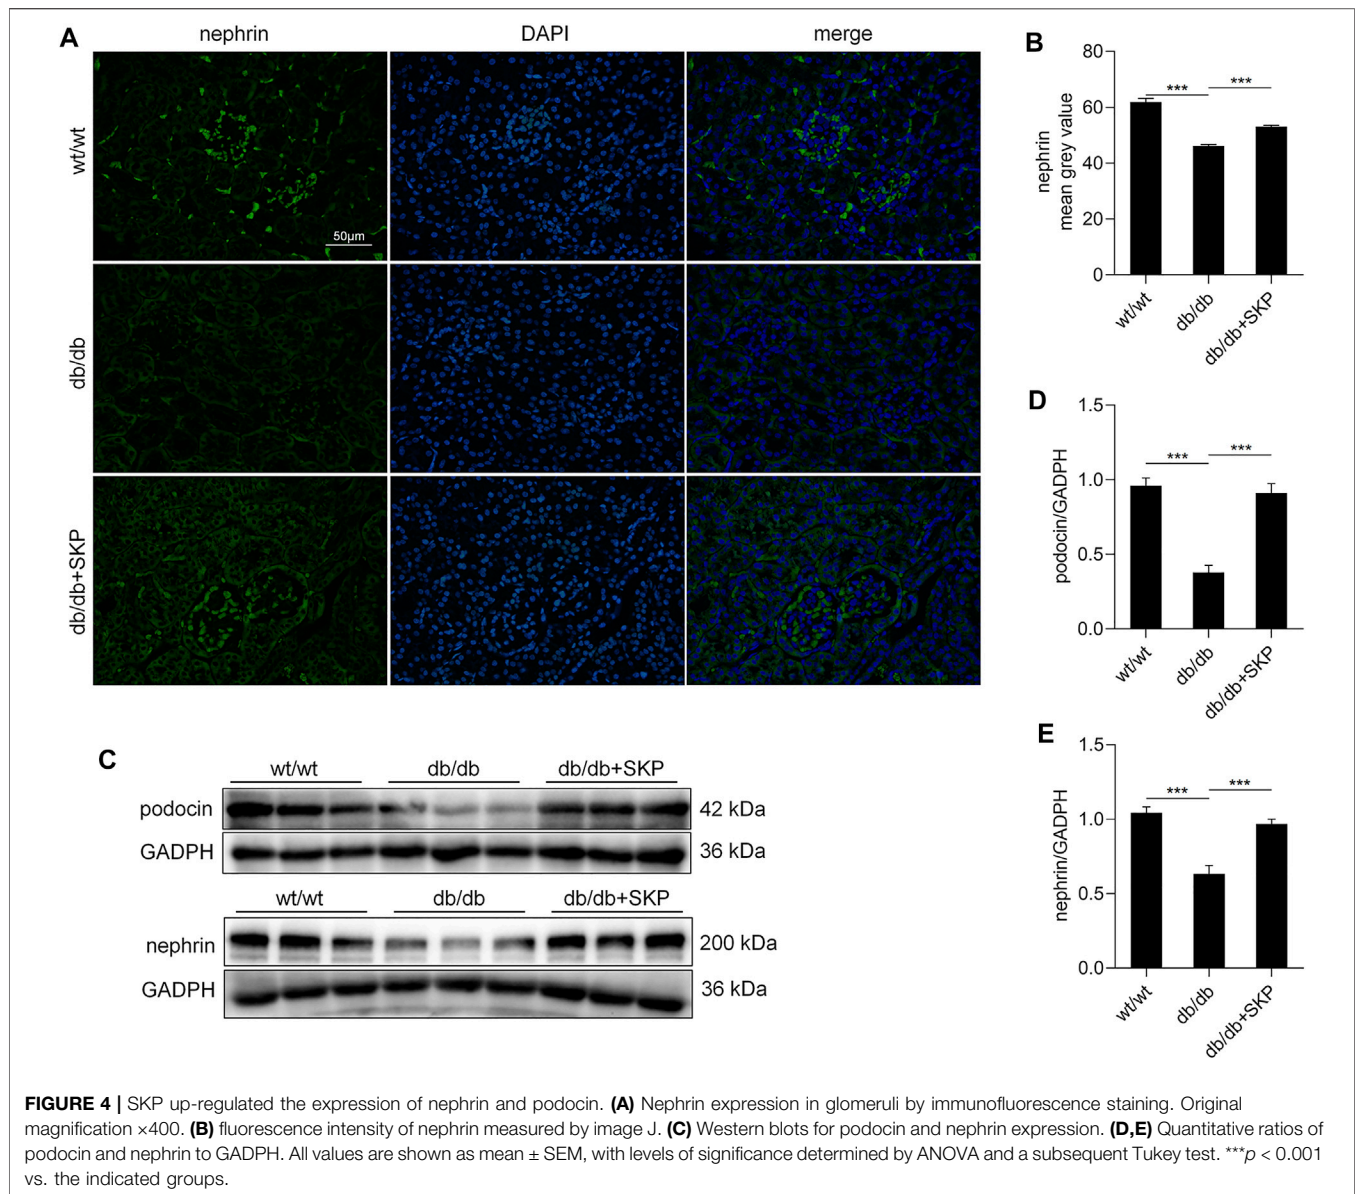 A
nephrin
DAPI
merge
wt/wt
50μm
db/db
db/db+SKP
B
nephrin
mean grey value
80
60
40
20
0
***
***
wt/wt
db/db
db/db+SKP
C
wt/wt
db/db
db/db+SKP
podocin
42 kDa
GADPH
36 kDa
wt/wt
db/db
db/db+SKP
nephrin
200 kDa
GADPH
36 kDa
D
podocin/GADPH
1.5
1.0
0.5
0.0
***
***
wt/wt
db/db
db/db+SKP
E
nephrin/GADPH
1.5
1.0
0.5
0.0
***
***
wt/wt
db/db
db/db+SKP
FIGURE 4 | SKP up-regulated the expression of nephrin and podocin. (A) Nephrin expression in glomeruli by immunofluorescence staining. Original
magnification ×400. (B) fluorescence intensity of nephrin measured by image J. (C) Western blots for podocin and nephrin expression. (D,E) Quantitative ratios of
podocin and nephrin to GADPH. All values are shown as mean ± SEM, with levels of significance determined by ANOVA and a subsequent Tukey test. ***p < 0.001
vs. the indicated groups.